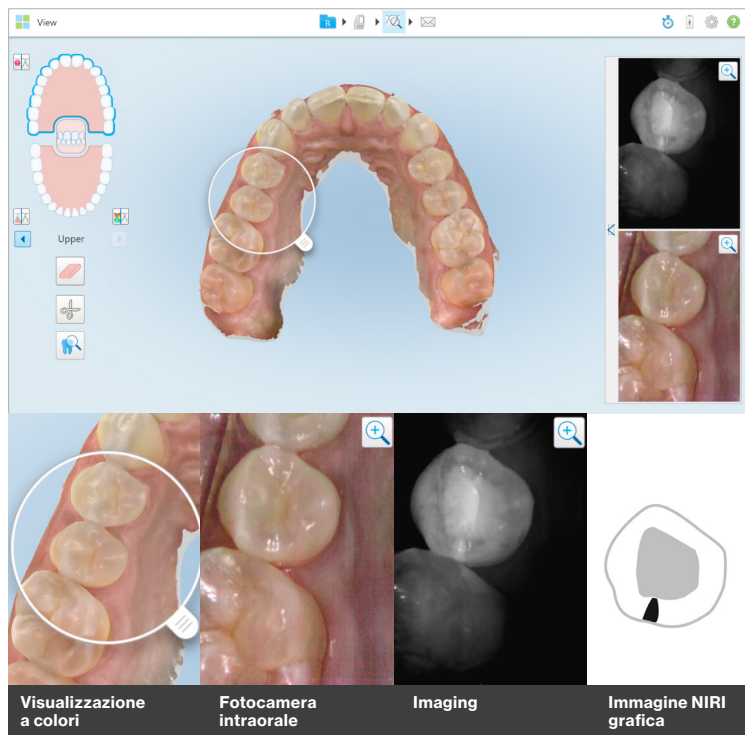 View
Upper
Visualizzazione
a colori
Fotocamera
intraorale
Imaging
Immagine NIRI
grafica